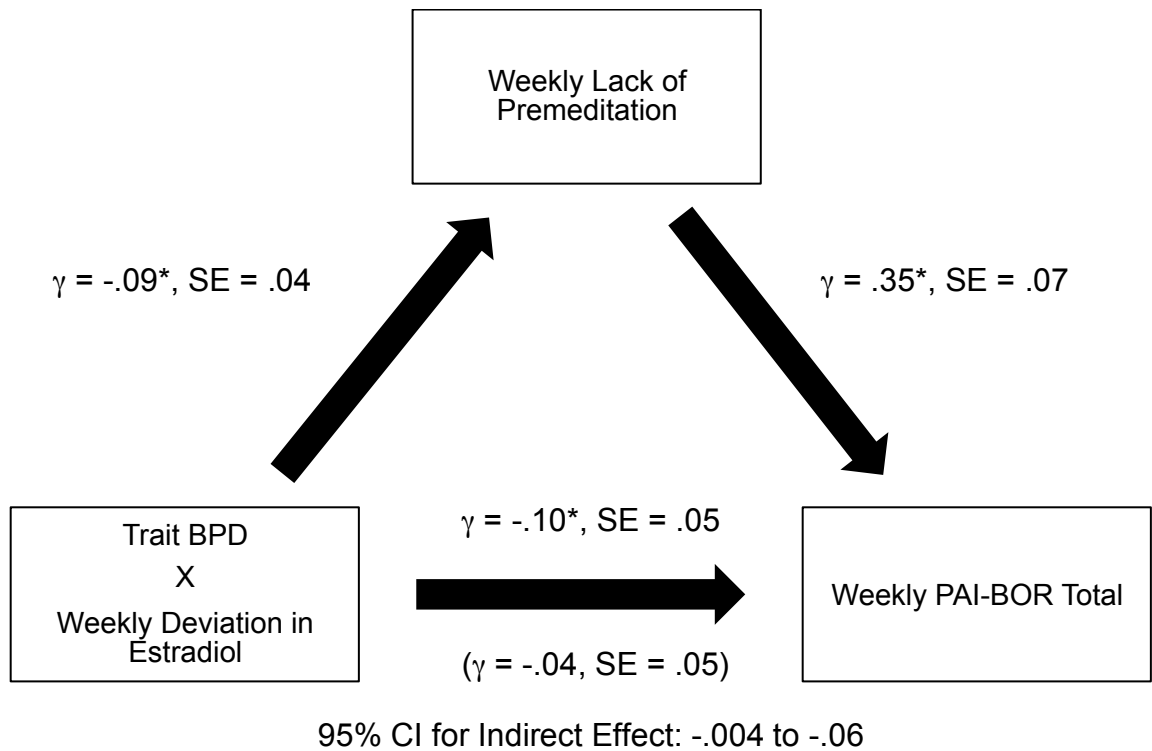 Weekly Lack of
Premeditation
γ = -.09*, SE = .04
γ = .35*, SE = .07
Trait BPD
X
Weekly Deviation in
Estradiol
γ = -.10*, SE = .05
(γ = -.04, SE = .05)
Weekly PAI-BOR Total
95% CI for Indirect Effect: -.004 to -.06